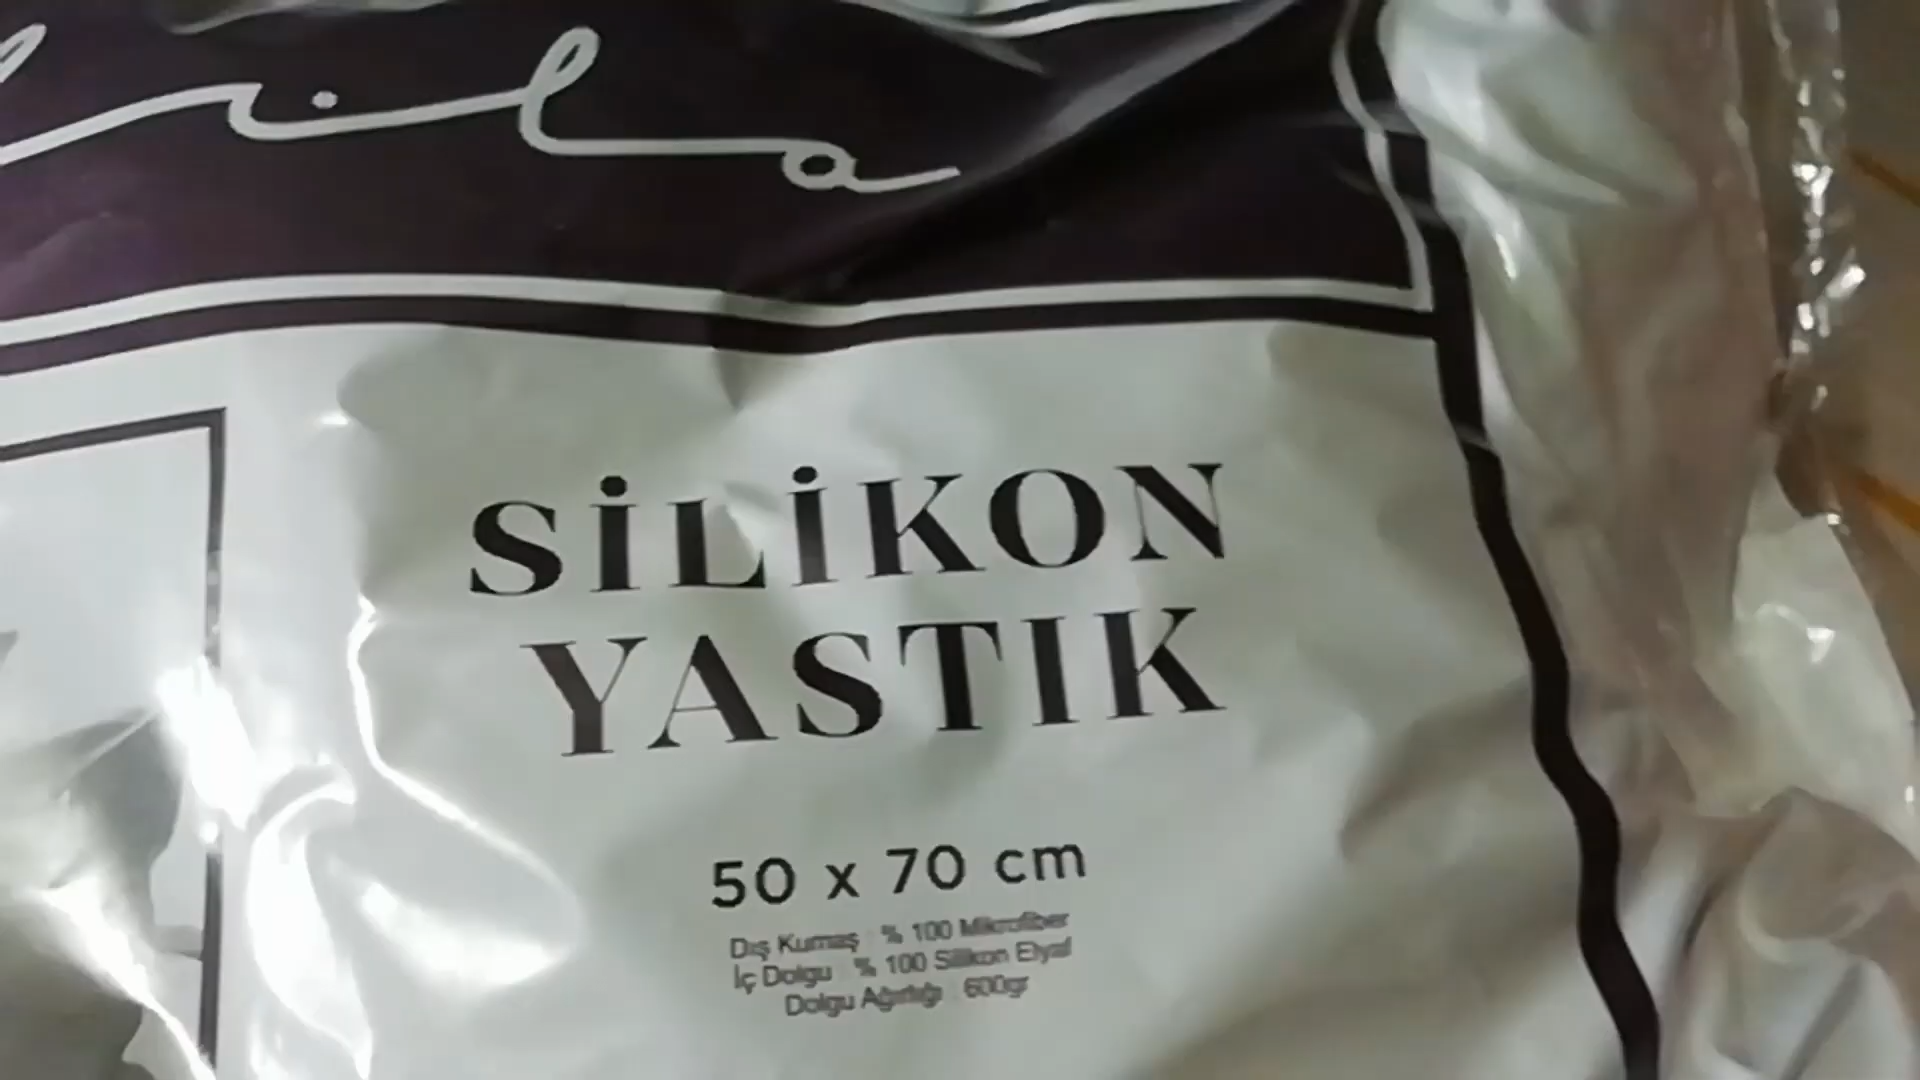 SİLİKON
YASTIK
50 x 70 cm
Dış Kumaş : % 100 Mikrofiber
İç Dolgu : % 100 Silikon Elyaf
Dolgu Ağırlığı : 600gr